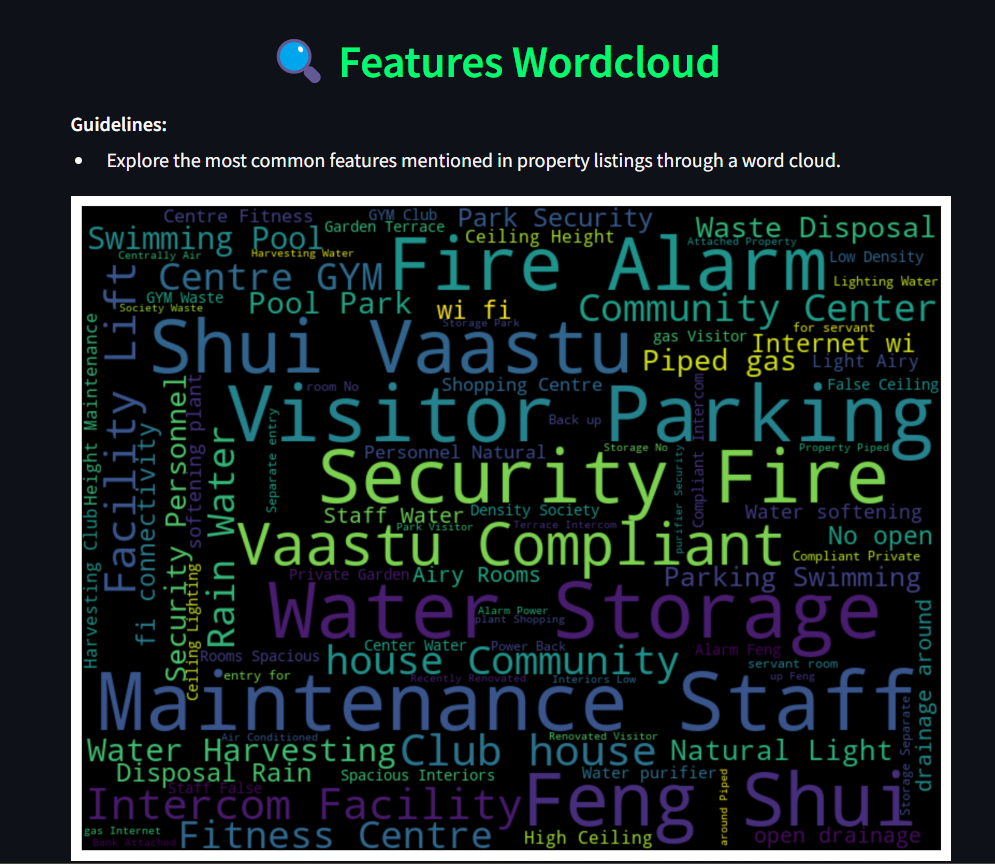 Features Wordcloud
Guidelines:
Explore the most common features mentioned in property listings through a word cloud.
Centre Fitness
GYM Club
Park Security
Garden Terrace
Waste Disposal
Swimming Pool
Ceiling Height
Attached Property
Centrally Air
Harvesting Water
Fire Alarm
Low Density
Centre GYM
Lighting Water
GYM Waste
Society Waste
Pool Park
wi fi
Community Center
Storage Park
for servant
Shui Vaastu
gas Visitor
Internet wi
Piped gas
Light Airy
Facility Lift
Harvesting Club
Height Maintenance
room No
Shopping Centre
False Ceiling
Visitor Parking
Back up
Security Personnel
softening plant
fi connectivity
Separate entry
Compliant Intercom
Personnel Natural
Storage No
Property Piped
Security Fire
purifier Security
Rain Water
Staff Water
Density Society
Water softening
Park Visitor
Terrace Intercom
No open
Vaastu Compliant
Compliant Private
Ceiling Lighting
Private Garden
Airy Rooms
Parking Swimming
Water Storage
Alarm Power
plant Shopping
Center Water
Power Back
Alarm Feng
Rooms Spacious
house Community
servant room
entry for
Recently Renovated
Interiors Low
up Feng
drainage around
Maintenance Staff
Storage Separate
Air Conditioned
Renovated Visitor
Water Harvesting
Club house
Natural Light
Disposal Rain
Spacious Interiors
Water purifier
around Piped
Staff False
Intercom Facility
Feng Shui
gas Internet
Bank Attached
Fitness Centre
High Ceiling
open drainage